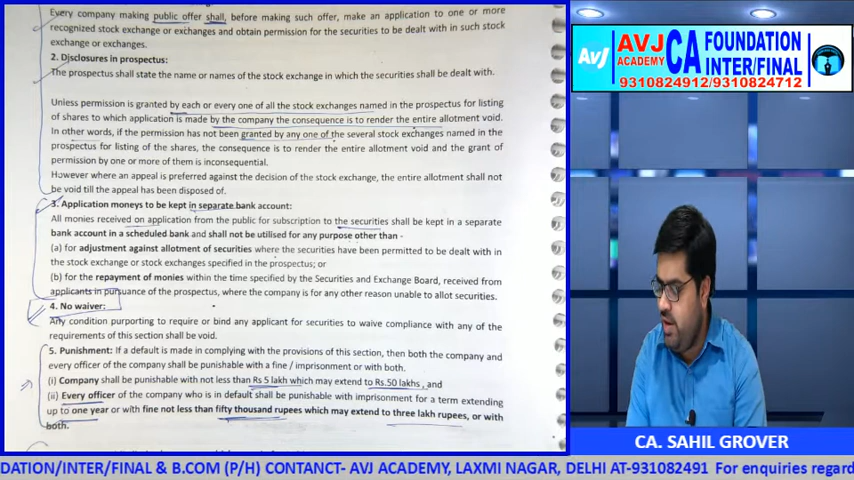 Every company making public offer shall, before making such offer, make an application to one or more
recognized stock exchange or exchanges and obtain permission for the securities to be dealt with in such stock
exchange or exchanges.
2. Disclosures in prospectus:
The prospectus shall state the name or names of the stock exchange in which the securities shall be dealt with.
Unless permission is granted by each or every one of all the stock exchanges named in the prospectus for listing
of shares to which application is made by the company the consequence is to render the entire allotment void.
In other words, if the permission has not been granted by any one of the several stock exchanges named in the
prospectus for listing of the shares, the consequence is to render the entire allotment void and the grant of
permission by one or more of them is inconsequential.
However where an appeal is preferred against the decision of the stock exchange, the entire allotment shall not
be void till the appeal has been disposed of.
3. Application moneys to be kept in separate bank account:
All monies received on application from the public for subscription to the securities shall be kept in a separate
bank account in a scheduled bank and shall not be utilised for any purpose other than -
(a) for adjustment against allotment of securities where the securities have been permitted to be dealt with in
the stock exchange or stock exchanges specified in the prospectus; or
(b) for the repayment of monies within the time specified by the Securities and Exchange Board, received from
applicants in pursuance of the prospectus, where the company is for any other reason unable to allot securities.
4. No waiver:
Any condition purporting to require or bind any applicant for securities to waive compliance with any of the
requirements of this section shall be void.
5. Punishment: If a default is made in complying with the provisions of this section, then both the company and
every officer of the company shall be punishable with a fine / imprisonment or with both.
(i) Company shall be punishable with not less than Rs 5 lakh which may extend to Rs.50 lakhs, and
(ii) Every officer of the company who is in default shall be punishable with imprisonment for a term extending
up to one year or with fine not less than fifty thousand rupees which may extend to three lakh rupees, or with
both.
AVJ
AVJ ACADEMY
CA FOUNDATION INTER/FINAL
9310824912/9310824712
CA. SAHIL GROVER
DATION/INTER/FINAL & B.COM (P/H) CONTANCT- AVJ ACADEMY, LAXMI NAGAR, DELHI AT-931082491 For enquiries regard